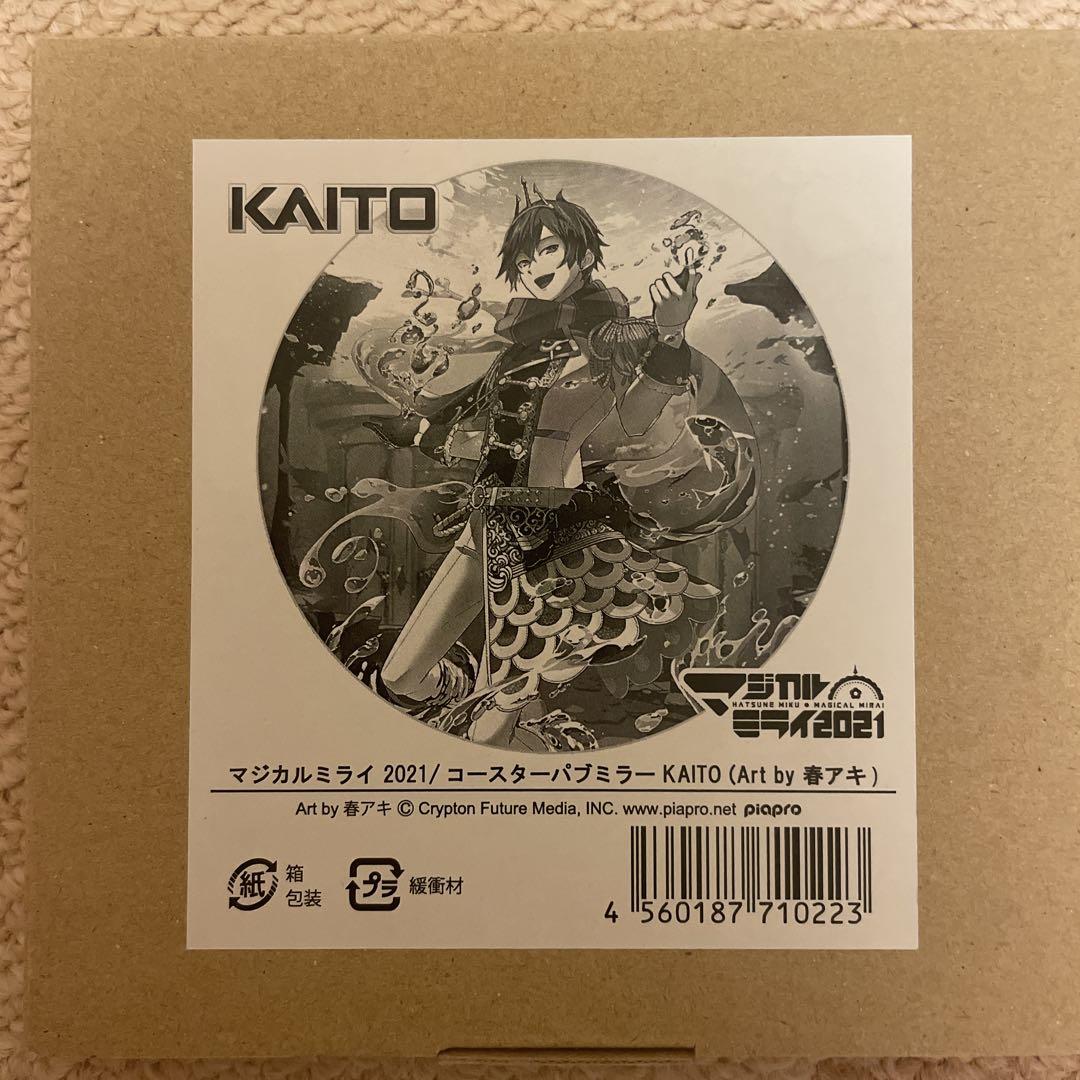 KAITO
マジカル
HATSUNE MIKU MAGICAL MIRAI
ミライ2021
マジカルミライ 2021/ コースターパブミラー KAITO (Art by 春アキ)
Art by 春アキ © Crypton Future Media, INC. www.piapro.net piapro
紙 箱
包装
プラ 緩衝材
4 560187 710223